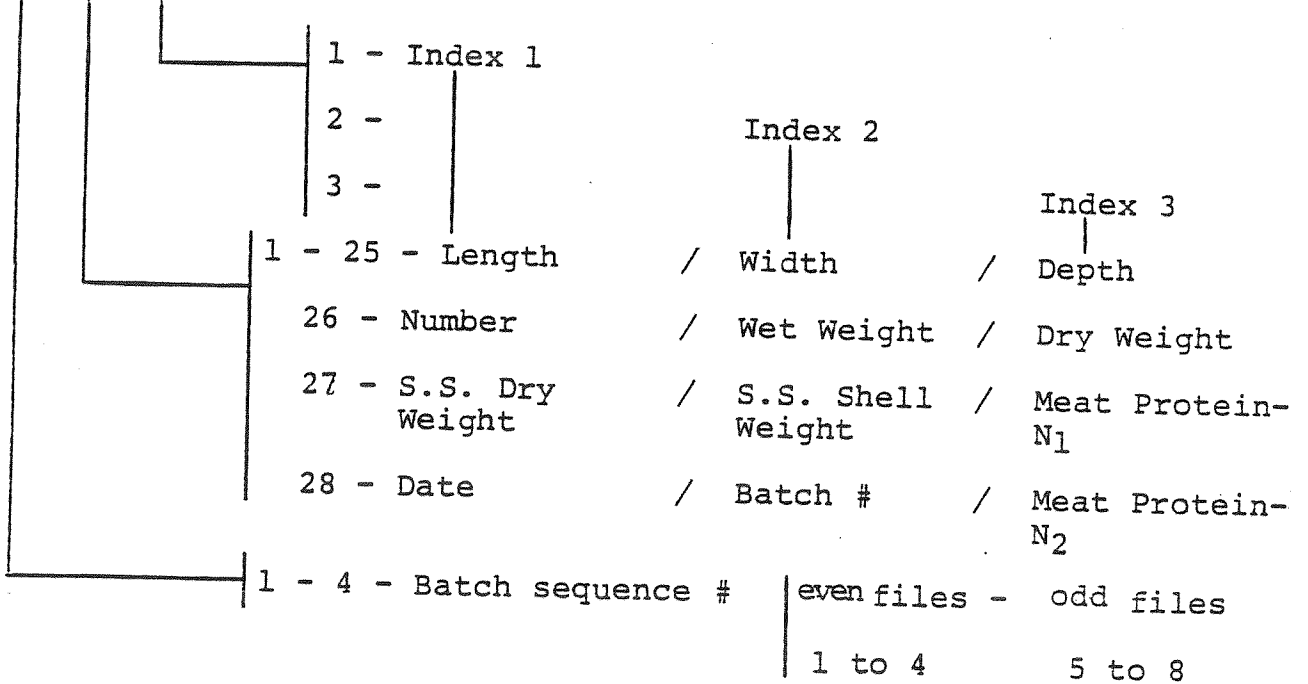 1 - Index 1
2 -
Index 2
3 -
Index 3
1 - 25 - Length / Width / Depth
26 - Number / Wet Weight / Dry Weight
27 - S.S. Dry / S.S. Shell / Meat Protein-
Weight Weight N1
28 - Date / Batch # / Meat Protein-
N2
1 - 4 - Batch sequence # even files - odd files
1 to 4 5 to 8